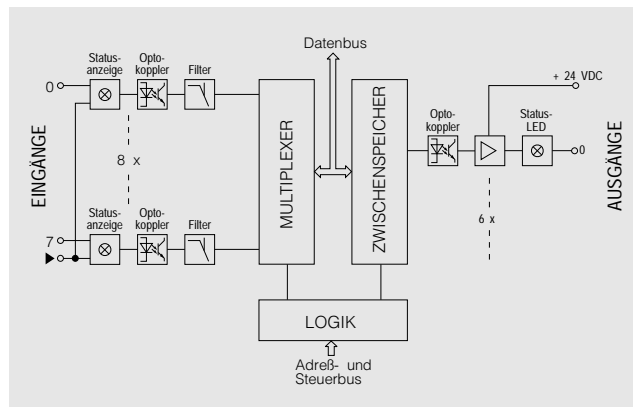 Datenbus
Status-
anzeige
Opto-
koppler
Filter
0
EINGÄNGE
8 x
Status-
anzeige
Opto-
koppler
Filter
7
MULTIPLEXER
ZWISCHENSPEICHER
Opto-
koppler
+ 24 VDC
Status-
LED
0
AUSGÄNGE
6 x
LOGIK
Adreß- und
Steuerbus